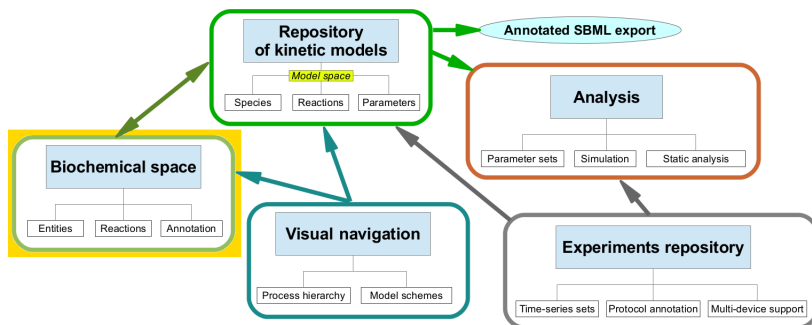 Repository
of kinetic models
Model space
Species
Reactions
Parameters
Annotated SBML export
Analysis
Parameter sets
Simulation
Static analysis
Biochemical space
Entities
Reactions
Annotation
Visual navigation
Process hierarchy
Model schemes
Experiments repository
Time-series sets
Protocol annotation
Multi-device support